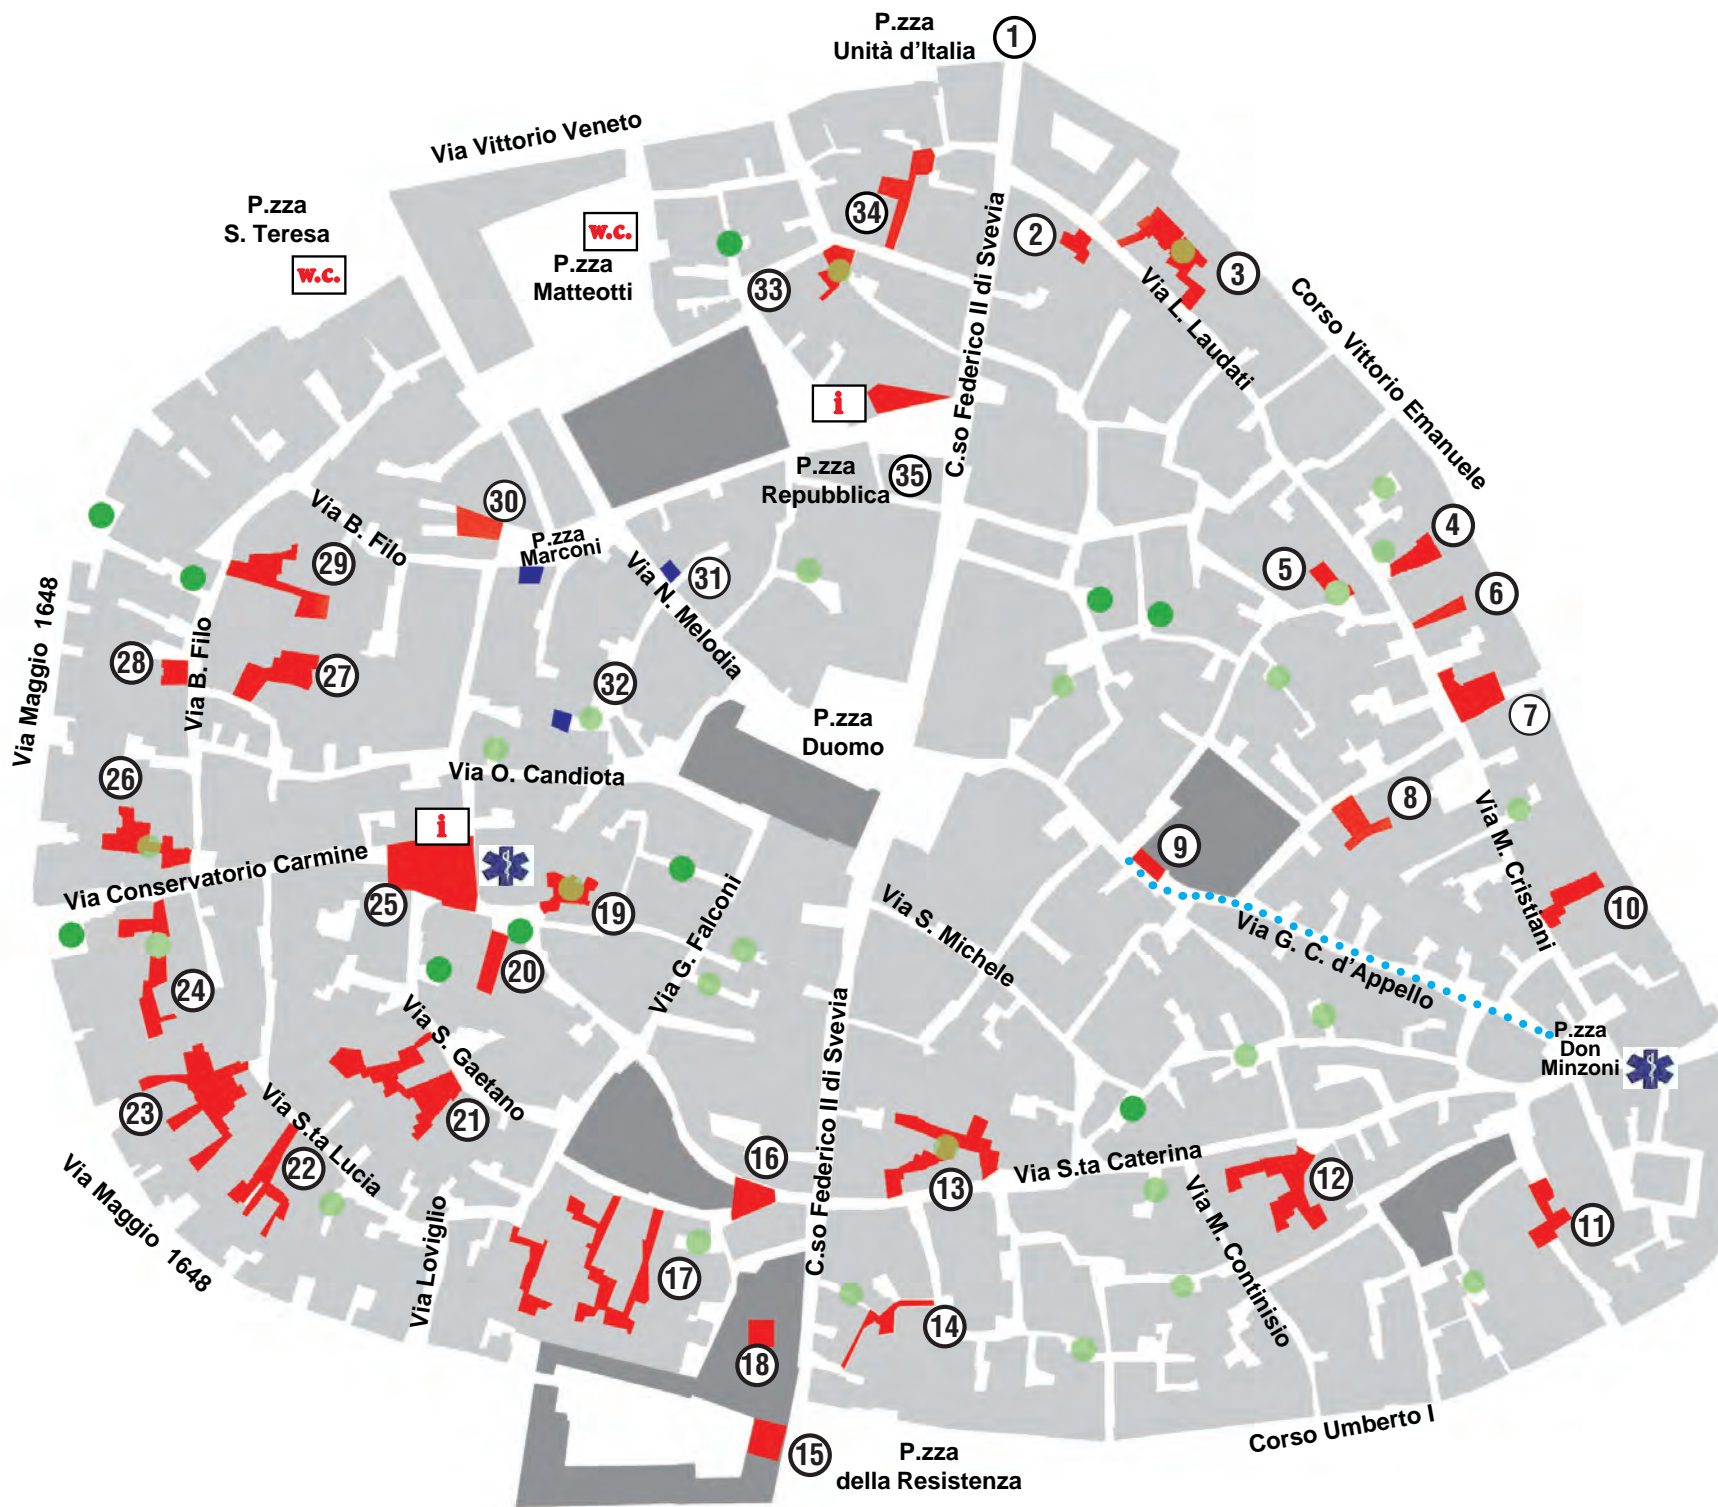 P.zza
Unità d’Italia
1
Via Vittorio Veneto
P.zza
S. Teresa
w.c.
w.c.
P.zza
Matteotti
34
2
3
33
C.so Federico II di Svevia
Via L. Laudati
Corso Vittorio Emanuele
i
P.zza
Repubblica
35
30
Via B. Filo
P.zza
Marconi
29
31
Via N. Melodia
4
5
6
Via Maggio 1648
28
Via B. Filo
27
32
7
P.zza
Duomo
Via O. Candiota
26
i
8
Via M. Cristiani
9
Via Conservatorio Carmine
25
19
10
Via G. Falconi
Via S. Michele
Via G. C. d’Appello
20
24
Via S. Gaetano
C.so Federico II di Svevia
P.zza
Don
Minzoni
23
21
Via S.ta Lucia
22
16
13
Via S.ta Caterina
12
Via Maggio 1648
Via Loviglio
Via M. Continisio
11
17
14
18
15
P.zza
della Resistenza
Corso Umberto I